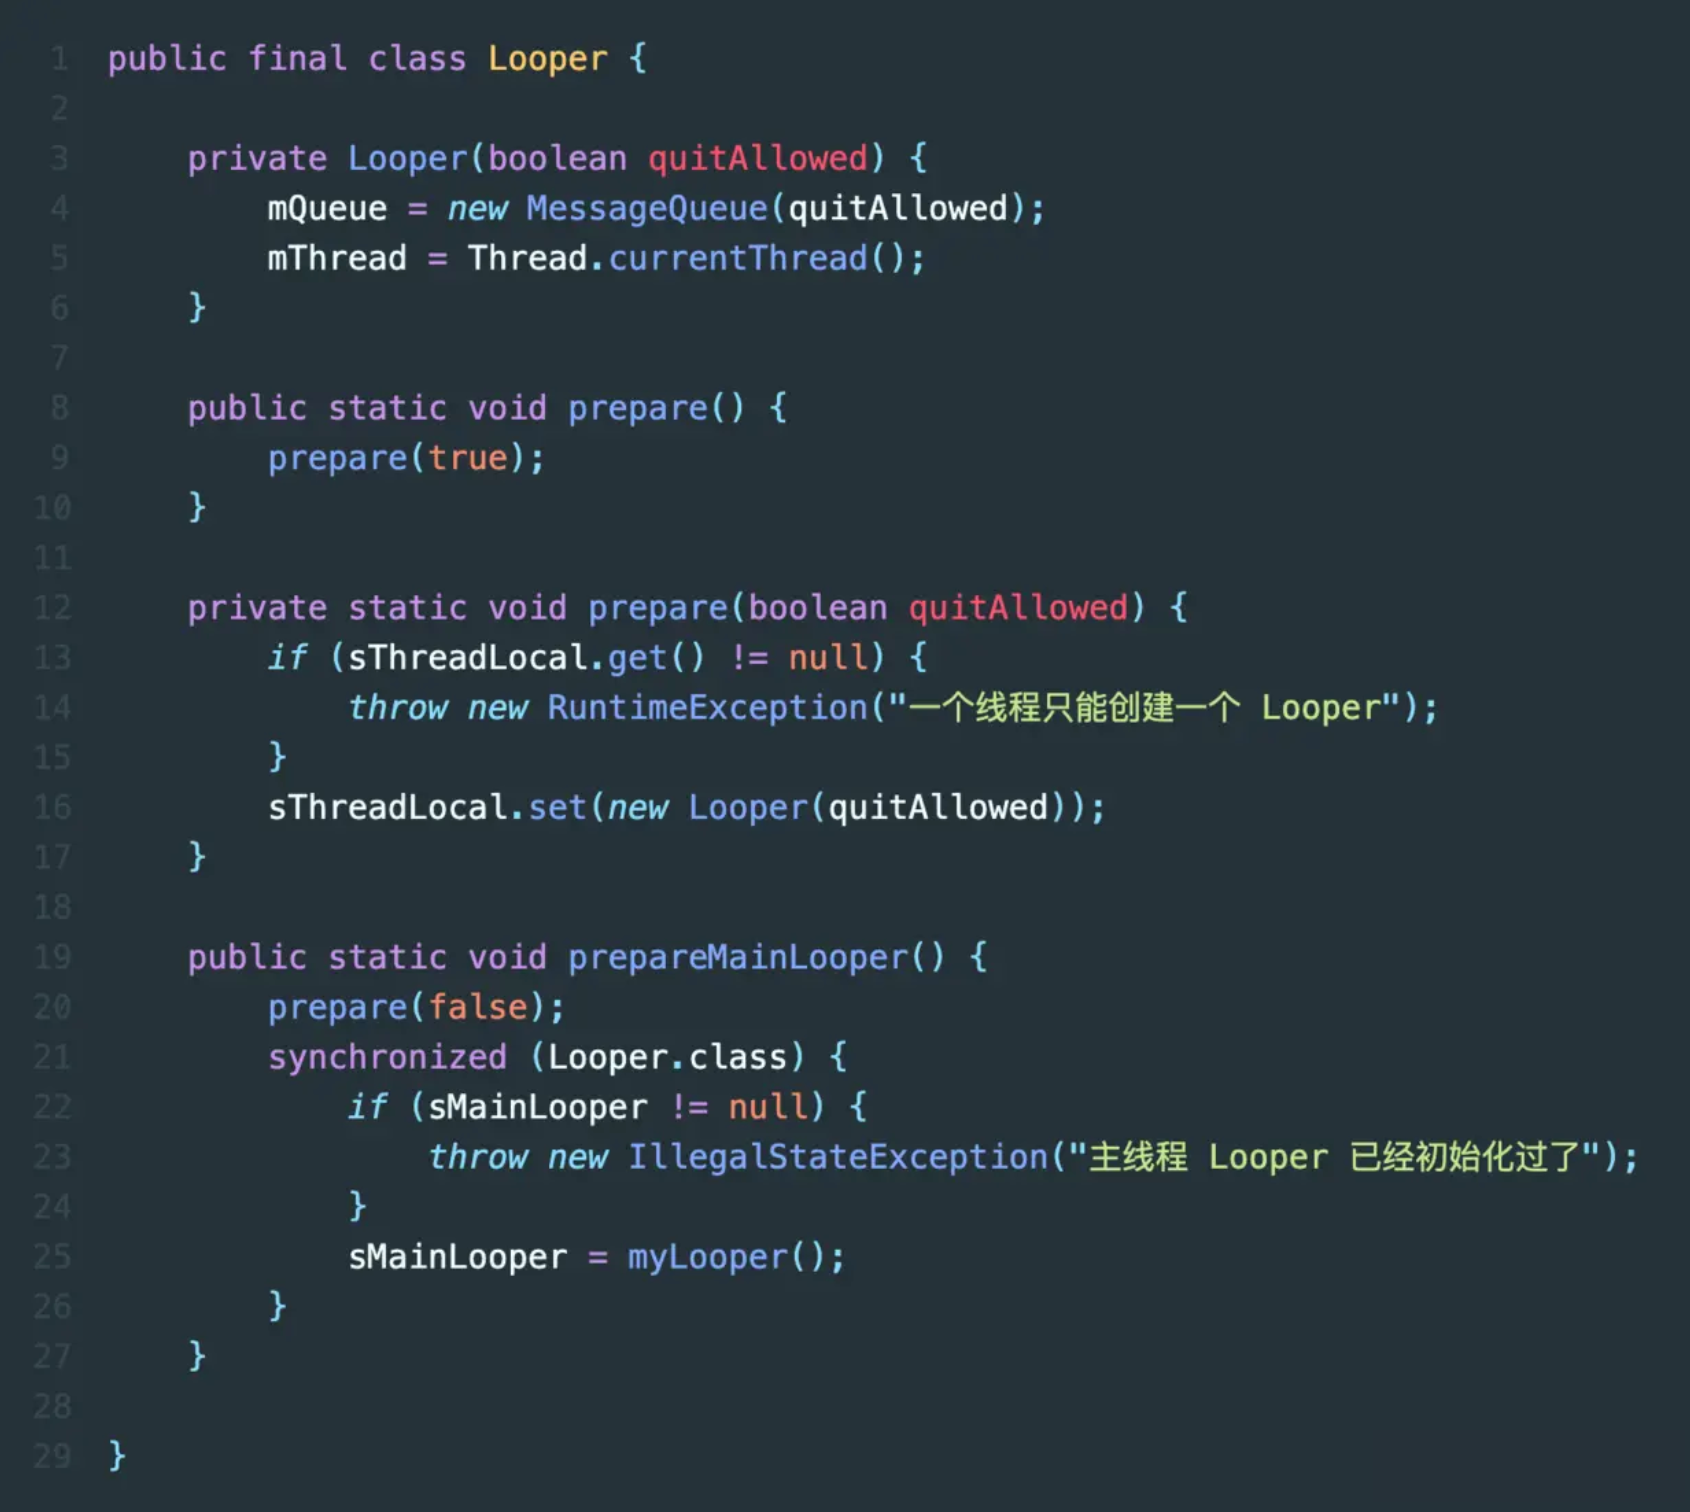 1 public final class Looper {
2
3     private Looper(boolean quitAllowed) {
4         mQueue = new MessageQueue(quitAllowed);
5         mThread = Thread.currentThread();
6     }
7
8     public static void prepare() {
9         prepare(true);
10     }
11
12     private static void prepare(boolean quitAllowed) {
13         if (sThreadLocal.get() != null) {
14             throw new RuntimeException("一个线程只能创建一个 Looper");
15         }
16         sThreadLocal.set(new Looper(quitAllowed));
17     }
18
19     public static void prepareMainLooper() {
20         prepare(false);
21         synchronized (Looper.class) {
22             if (sMainLooper != null) {
23                 throw new IllegalStateException("主线程 Looper 已经初始化过了");
24             }
25             sMainLooper = myLooper();
26         }
27     }
28
29 }